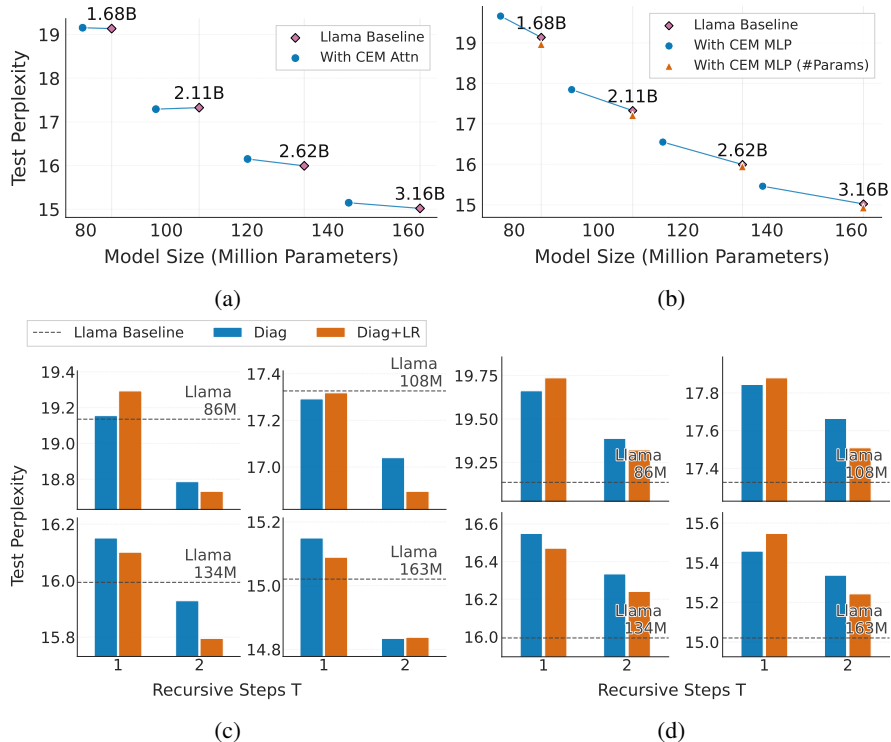 Test Perplexity
19
18
17
16
15
1.68B
2.11B
2.62B
3.16B
Llama Baseline
With CEM Attn
80
100
120
140
160
Model Size (Million Parameters)
(a)
19
18
17
16
15
1.68B
2.11B
2.62B
3.16B
Llama Baseline
With CEM MLP
With CEM MLP (#Params)
80
100
120
140
160
Model Size (Million Parameters)
(b)
Llama Baseline
Diag
Diag+LR
Test Perplexity
19.4
19.2
19.0
18.8
Llama
86M
17.4
17.2
17.0
Llama
108M
16.2
16.0
15.8
Llama
134M
1
2
15.2
15.0
14.8
Llama
163M
1
2
Recursive Steps T
(c)
19.75
19.50
19.25
Llama
86M
17.8
17.6
17.4
Llama
108M
16.6
16.4
16.2
16.0
Llama
134M
1
2
15.6
15.4
15.2
15.0
Llama
163M
1
2
Recursive Steps T
(d)